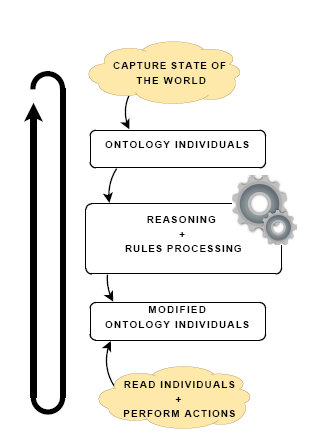 CAPTURE STATE OF
THE WORLD
ONTOLOGY INDIVIDUALS
REASONING
+
RULES PROCESSING
MODIFIED
ONTOLOGY INDIVIDUALS
READ INDIVIDUALS
+
PERFORM ACTIONS